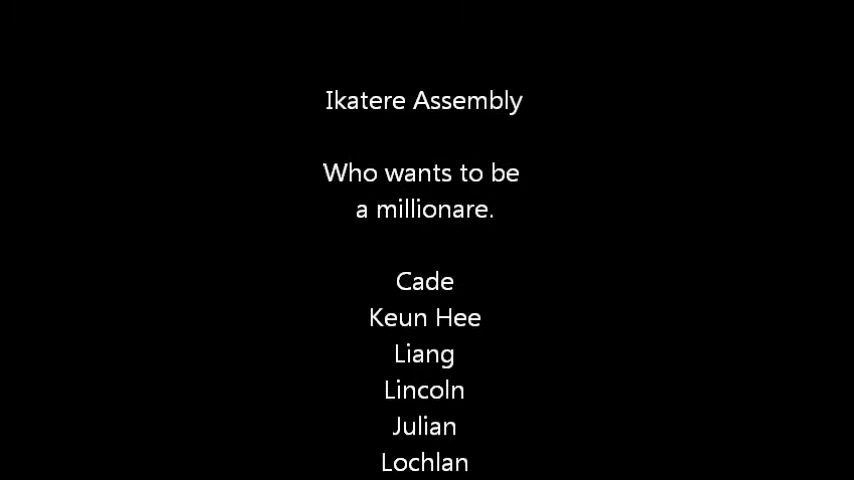 Ikatere Assembly
Who wants to be
a millionare.
Cade
Keun Hee
Liang
Lincoln
Julian
Lochlan